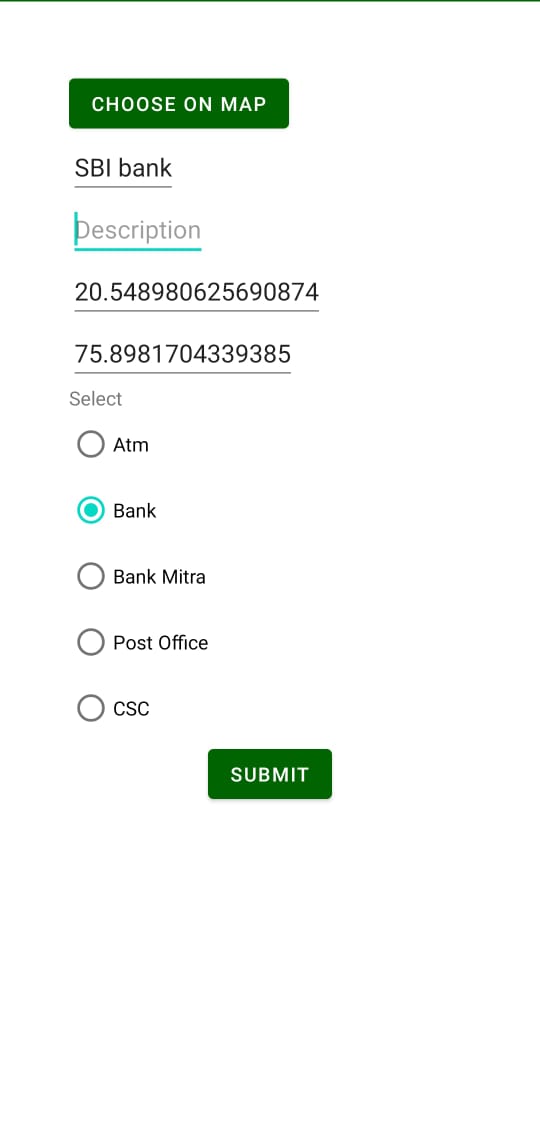 CHOOSE ON MAP
SBI bank
Description
20.548980625690874
75.8981704339385
Select
Atm
Bank
Bank Mitra
Post Office
CSC
SUBMIT